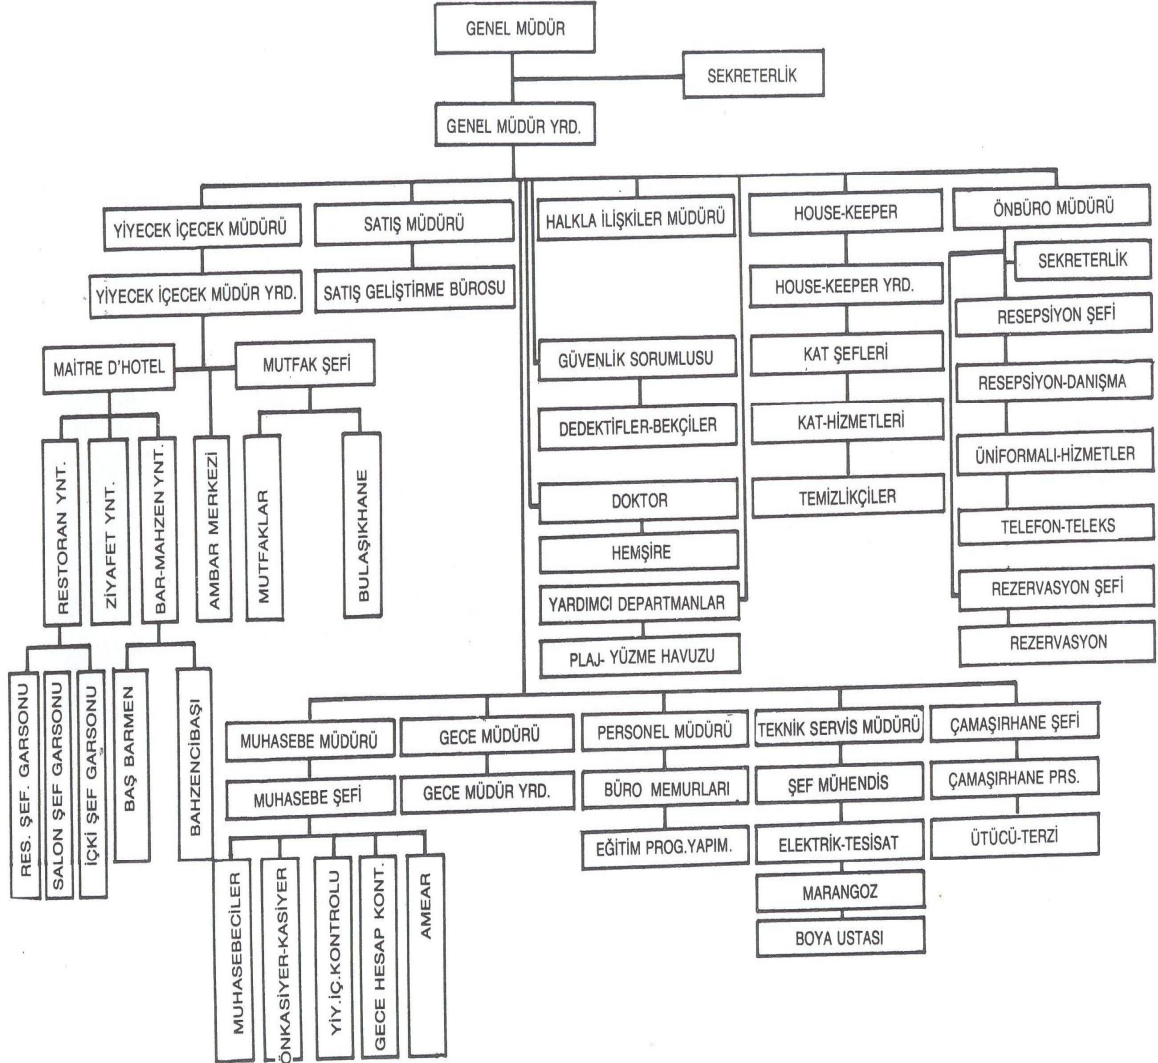 GENEL MÜDÜR
SEKRETERLİK
GENEL MÜDÜR YRD.
YİYECEK İÇECEK MÜDÜRÜ
SATIŞ MÜDÜRÜ
HALKLA İLİŞKİLER MÜDÜRÜ
HOUSE-KEEPER
ÖNBÜRO MÜDÜRÜ
SEKRETERLİK
YİYECEK İÇECEK MÜDÜR YRD.
SATIŞ GELİŞTİRME BÜROSU
HOUSE-KEEPER YRD.
RESEPSİYON ŞEFİ
MAİTRE D'HOTEL
MUTFAK ŞEFİ
GÜVENLİK SORUMLUSU
KAT ŞEFLERİ
RESEPSİYON-DANIŞMA
DEDEKTİFLER-BEKÇİLER
KAT-HİZMETLERİ
ÜNİFORMALI-HİZMETLER
RESTORAN YNT.
ZİYAFET YNT.
BAR-MAHZEN YNT.
AMBAR MERKEZİ
MUTFAKLAR
BULAŞIKHANE
DOKTOR
TEMİZLİKÇİLER
TELEFON-TELEKS
HEMŞİRE
YARDIMCI DEPARTMANLAR
REZERVASYON ŞEFİ
PLAJ- YÜZME HAVUZU
REZERVASYON
RES. ŞEF. GARSONU
SALON ŞEF GARSONU
İÇKİ ŞEF GARSONU
BAŞ BARMEN
BAHZENCİBAŞI
MUHASEBE MÜDÜRÜ
GECE MÜDÜRÜ
PERSONEL MÜDÜRÜ
TEKNİK SERVİS MÜDÜRÜ
ÇAMAŞIRHANE ŞEFİ
MUHASEBE ŞEFİ
GECE MÜDÜR YRD.
BÜRO MEMURLARI
ŞEF MÜHENDİS
ÇAMAŞIRHANE PRS.
EĞİTİM PROG.YAPIM.
ELEKTRİK-TESİSAT
ÜTÜCÜ-TERZİ
MARANGOZ
BOYA USTASI
MUHASEBECİLER
ÖNKASİYER-KASİYER
YİY.İÇ.KONTROLU
GECE HESAP KONT.
AMEAR